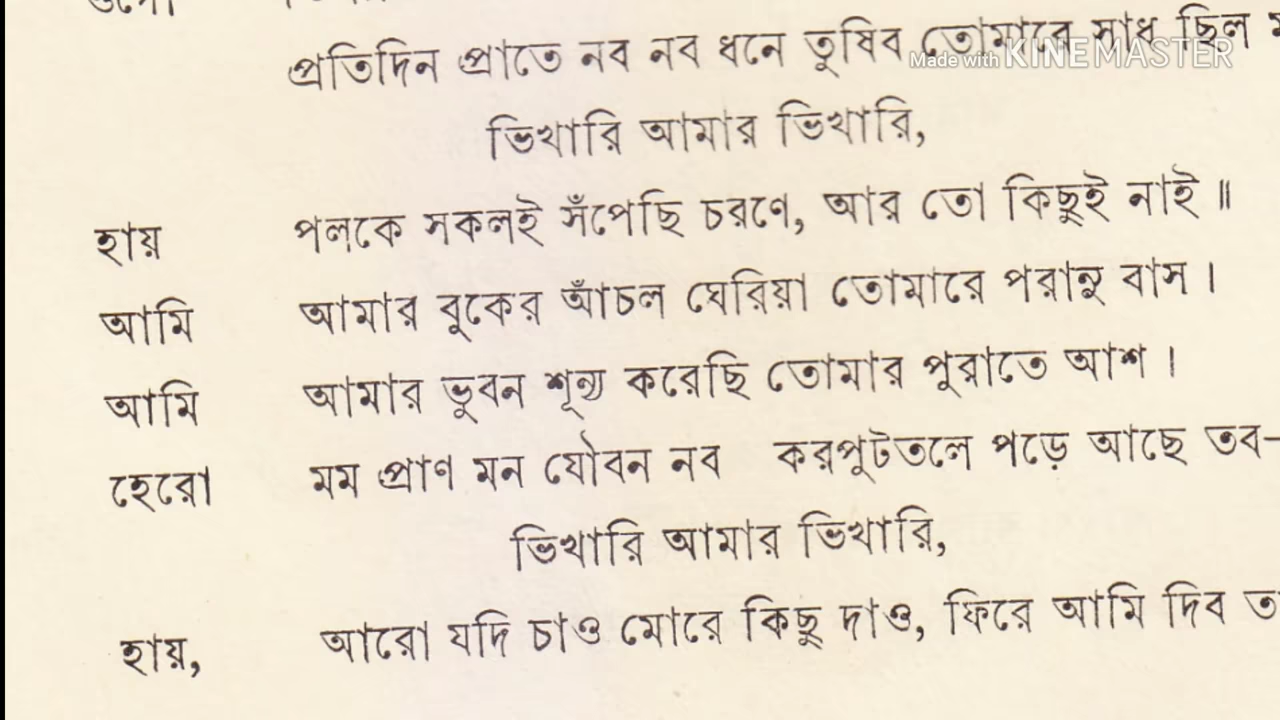 প্রতিদিন প্রাতে নব নব ধনে তুষিব তোমারে সাধ ছিল
Made with KINEMASTER
ভিখারি আমার ভিখারি,
হায় পলকে সকলই সঁপেছি চরণে, আর তো কিছুই নাই ॥
আমি আমার বুকের আঁচল ঘেরিয়া তোমারে পরানু বাস ।
আমি আমার ভুবন শূন্য করেছি তোমার পুরাতে আশ ।
হেরো মম প্রাণ মন যৌবন নব করপুটতলে পড়ে আছে তব—
ভিখারি আমার ভিখারি,
হায়, আরো যদি চাও মোরে কিছু দাও, ফিরে আমি দিব